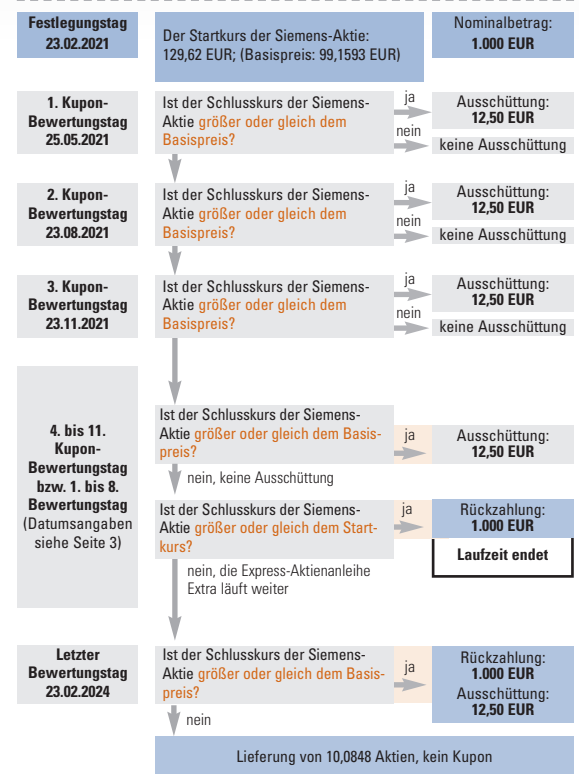 Festlegungstag
23.02.2021
Der Startkurs der Siemens-Aktie:
129,62 EUR; (Basispreis: 99,1593 EUR)
Nominalbetrag:
1.000 EUR
1. Kupon-
Bewertungstag
25.05.2021
Ist der Schlusskurs der Siemens-
Aktie größer oder gleich dem
Basispreis?
ja
Ausschüttung:
12,50 EUR
nein
keine Ausschüttung
2. Kupon-
Bewertungstag
23.08.2021
Ist der Schlusskurs der Siemens-
Aktie größer oder gleich dem
Basispreis?
ja
Ausschüttung:
12,50 EUR
nein
keine Ausschüttung
3. Kupon-
Bewertungstag
23.11.2021
Ist der Schlusskurs der Siemens-
Aktie größer oder gleich dem
Basispreis?
ja
Ausschüttung:
12,50 EUR
nein
keine Ausschüttung
4. bis 11.
Kupon-
Bewertungstag
bzw. 1. bis 8.
Bewertungstag
(Datumsangaben
siehe Seite 3)
Ist der Schlusskurs der Siemens-
Aktie größer oder gleich dem Basis-
preis?
ja
Ausschüttung:
12,50 EUR
nein, keine Ausschüttung
Ist der Schlusskurs der Siemens-
Aktie größer oder gleich dem Start-
kurs?
ja
Rückzahlung:
1.000 EUR
Laufzeit endet
nein, die Express-Aktienanleihe
Extra läuft weiter
Letzter
Bewertungstag
23.02.2024
Ist der Schlusskurs der Siemens-
Aktie größer oder gleich dem Basis-
preis?
ja
Rückzahlung:
1.000 EUR
Ausschüttung:
12,50 EUR
nein
Lieferung von 10,0848 Aktien, kein Kupon